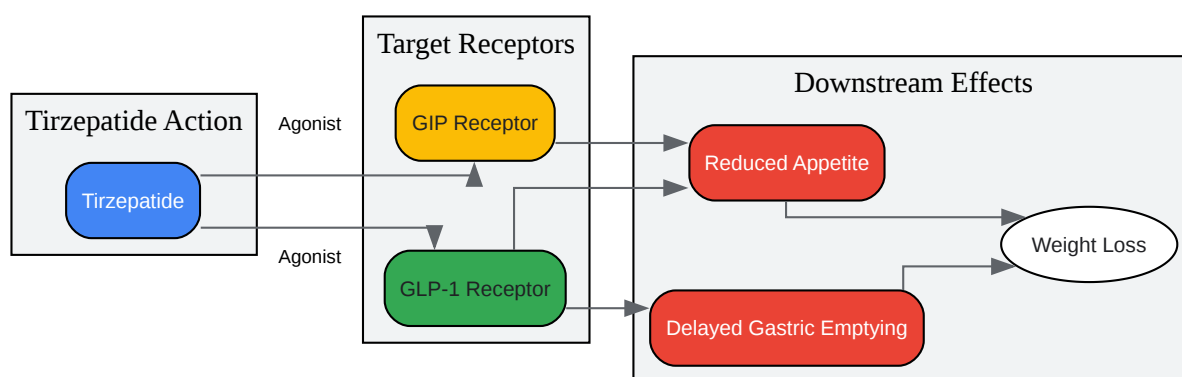 Tirzepatide Action
Tirzepatide
Agonist
Agonist
Target Receptors
GIP Receptor
GLP-1 Receptor
Downstream Effects
Reduced Appetite
Delayed Gastric Emptying
Weight Loss